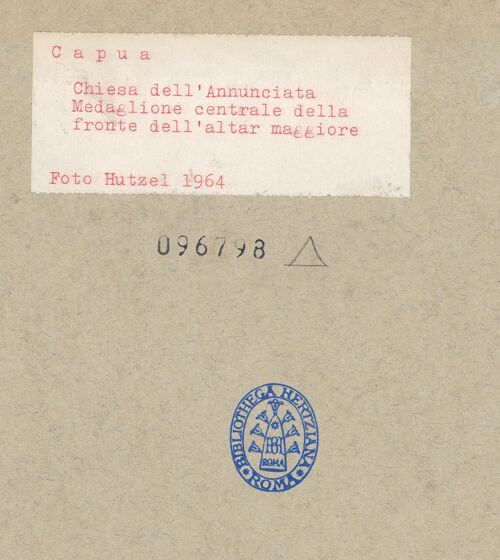 Capua
Chiesa dell'Annunciata
Medaglione centrale della
fronte dell'altar maggiore
Foto Hutzel 1964
096798
BIBLIOTHECA HERTZIANA
BH
ROMA
ROMA